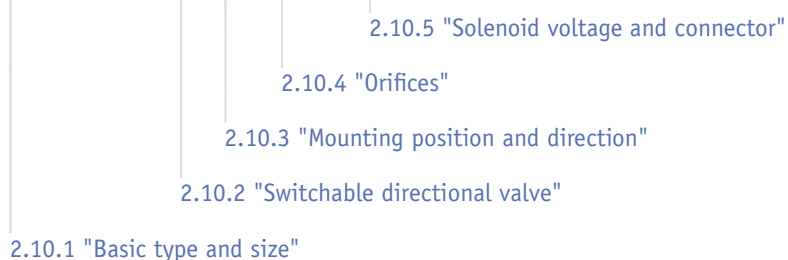 2.10.5 "Solenoid voltage and connector"
2.10.4 "Orifices"
2.10.3 "Mounting position and direction"
2.10.2 "Switchable directional valve"
2.10.1 "Basic type and size"